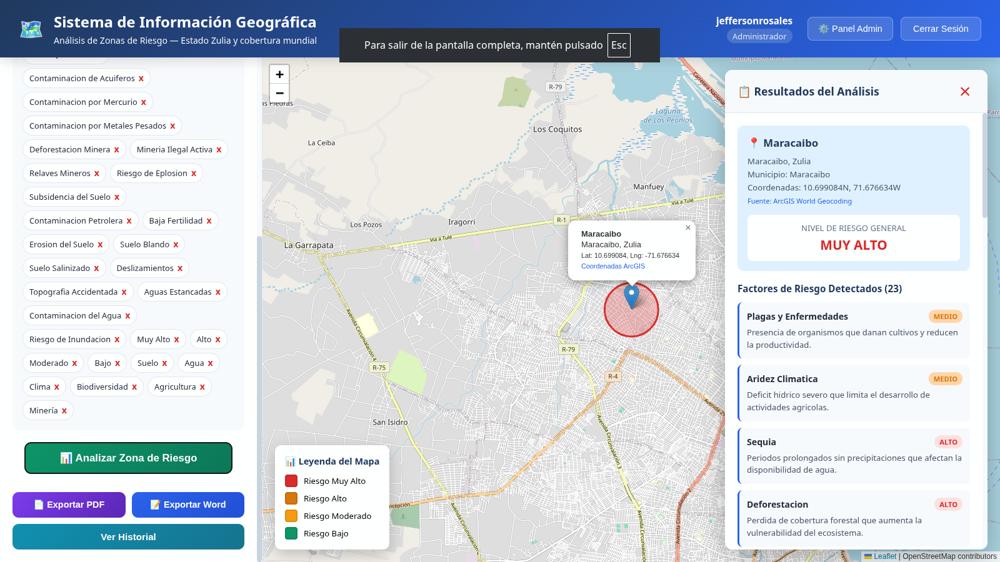 Sistema de Información Geográfica
Análisis de Zonas de Riesgo — Estado Zulia y cobertura mundial
Para salir de la pantalla completa, mantén pulsado Esc
jeffersonrosales
Administrador
⚙️ Panel Admin
Cerrar Sesión
Contaminacion de Acuiferos x
Contaminacion por Mercurio x
Contaminacion por Metales Pesados x
Deforestacion Minera x
Mineria Ilegal Activa x
Relaves Mineros x
Riesgo de Eplosion x
Subsidencia del Suelo x
Contaminacion Petrolera x
Baja Fertilidad x
Erosion del Suelo x
Suelo Blando x
Suelo Salinizado x
Deslizamientos x
Topografia Accidentada x
Aguas Estancadas x
Contaminacion del Agua x
Riesgo de Inundacion x
Muy Alto x
Alto x
Moderado x
Bajo x
Suelo x
Agua x
Clima x
Biodiversidad x
Agricultura x
Minería x
📊 Analizar Zona de Riesgo
📄 Exportar PDF
📝 Exportar Word
Ver Historial
+
−
as Piedras
La Ceiba
R-79
Los Coquitos
Laguna
de Las Peonias
Carretera Nacional
Municipio Maracaibo
Manfuey
Vía a Tulé
R-1
Los Pozos
Iragorri
Vía a Tulé
La Garrapata
Maracaibo
×
Maracaibo, Zulia
Lat: 10.699084, Lng: -71.676634
Coordenadas ArcGIS
Avenida Circunvalación 4
R-79
R-75
R-4
Avenida 25
San Isidro
Avenida Circunvalación 3
Avenida Circunvalación 2
ncepción
Avenida Circunvalación
Avenida Circunvalación
Parr
📊 Leyenda del Mapa
Riesgo Muy Alto
Riesgo Alto
Riesgo Moderado
Riesgo Bajo
📋 Resultados del Análisis
✕
📍 Maracaibo
Maracaibo, Zulia
Municipio: Maracaibo
Coordenadas: 10.699084N, 71.676634W
Fuente: ArcGIS World Geocoding
NIVEL DE RIESGO GENERAL
MUY ALTO
Factores de Riesgo Detectados (23)
Plagas y Enfermedades
MEDIO
Presencia de organismos que danan cultivos y reducen
la productividad.
Aridez Climatica
MEDIO
Deficit hidrico severo que limita el desarrollo de
actividades agricolas.
Sequia
ALTO
Periodos prolongados sin precipitaciones que afectan la
disponibilidad de agua.
Deforestacion
ALTO
Perdida de cobertura forestal que aumenta la
vulnerabilidad del ecosistema.
Leaflet | OpenStreetMap contributors